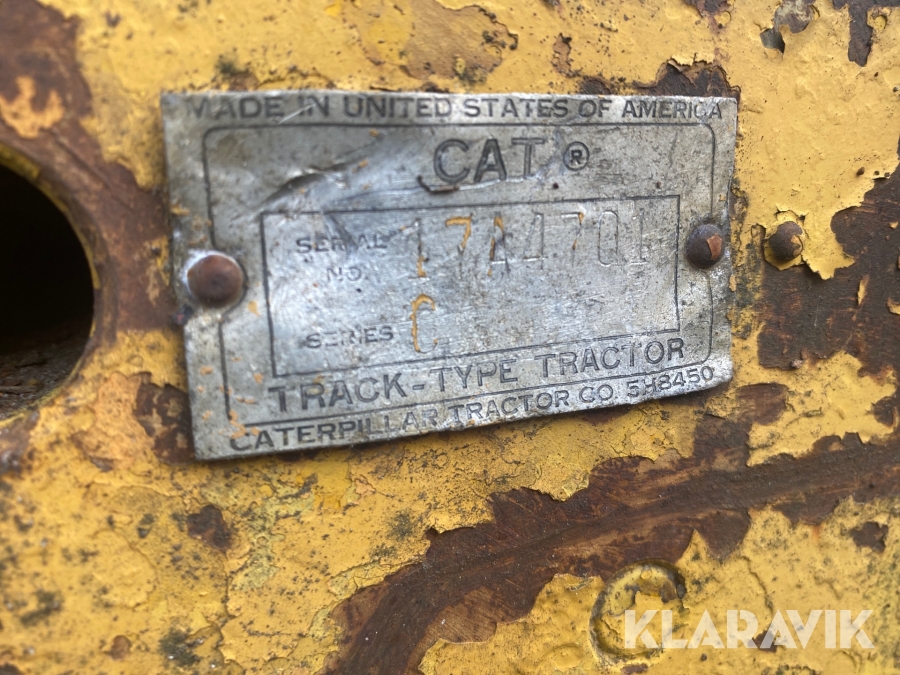 MADE IN UNITED STATES OF AMERICA
CAT ®
SERIAL NO. 17A4701
SERIES C
TRACK-TYPE TRACTOR
CATERPILLAR TRACTOR CO. 5H8450
KLARAVIK